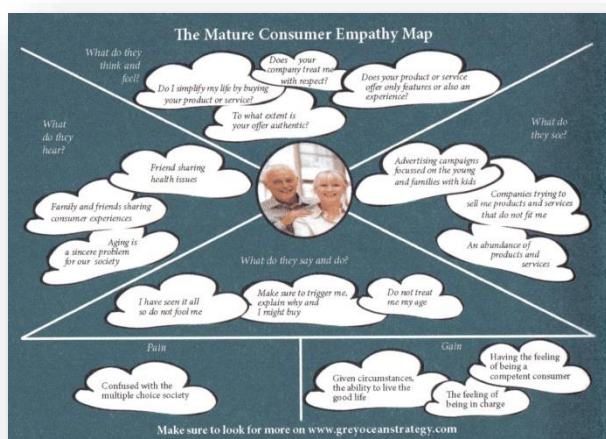 The Mature Consumer Empathy Map
What do they
think and
feel?
Does your
company treat me
with respect?
Do I simplify my life by buying
your product or service?
Does your product or service
offer only features or also an
experience?
To what extent is
your offer authentic?
What
do they
hear?
Friend sharing
health issues
Family and friends sharing
consumer experiences
Aging is
a sincere problem
for our society
What do
they see?
Advertising campaigns
focussed on the young
and families with kids
Companies trying to
sell me products and services
that do not fit me
An abundance of
products and
services
What do they say and do?
I have seen it all
so do not fool me
Make sure to trigger me,
explain why and
I might buy
Do not treat
me my age
Pain
Confused with the
multiple choice society
Gain
Given circumstances,
the ability to live the
good life
Having the feeling
of being a
competent consumer
The feeling of
being in charge
Make sure to look for more on www.greyoceanstrategy.com